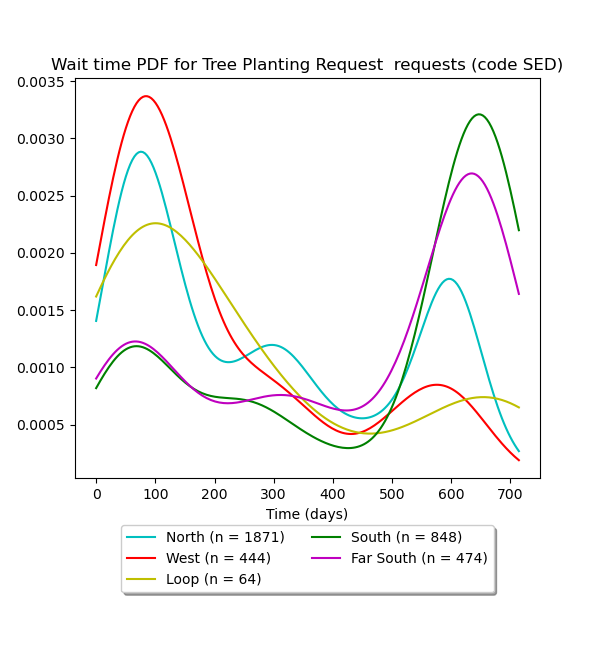 Wait time PDF for Tree Planting Request  requests (code SED)
0.0035
0.0030
0.0025
0.0020
0.0015
0.0010
0.0005
0 100 200 300 400 500 600 700
Time (days)
North (n = 1871) South (n = 848)
West (n = 444) Far South (n = 474)
Loop (n = 64)